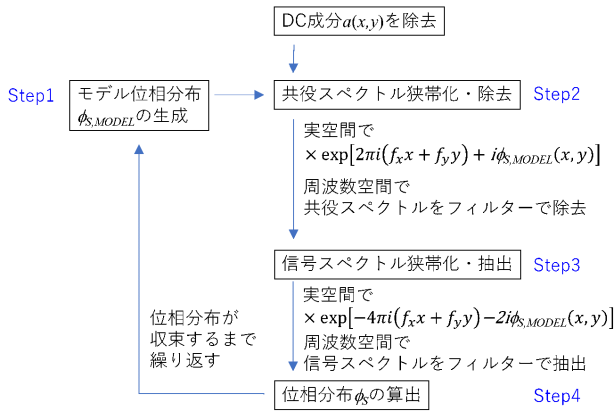 DC成分a(x,y)を除去
Step1
モデル位相分布
ϕS,MODELの生成
共役スペクトル狭帯化・除去
Step2
実空間で
× exp[2πi(fxx + fyy) + iϕS,MODEL(x, y)]
周波数空間で
共役スペクトルをフィルターで除去
信号スペクトル狭帯化・抽出
Step3
実空間で
× exp[−4πi(fxx + fyy)−2iϕS,MODEL(x, y)]
周波数空間で
信号スペクトルをフィルターで抽出
位相分布が
収束するまで
繰り返す
位相分布ϕSの算出
Step4